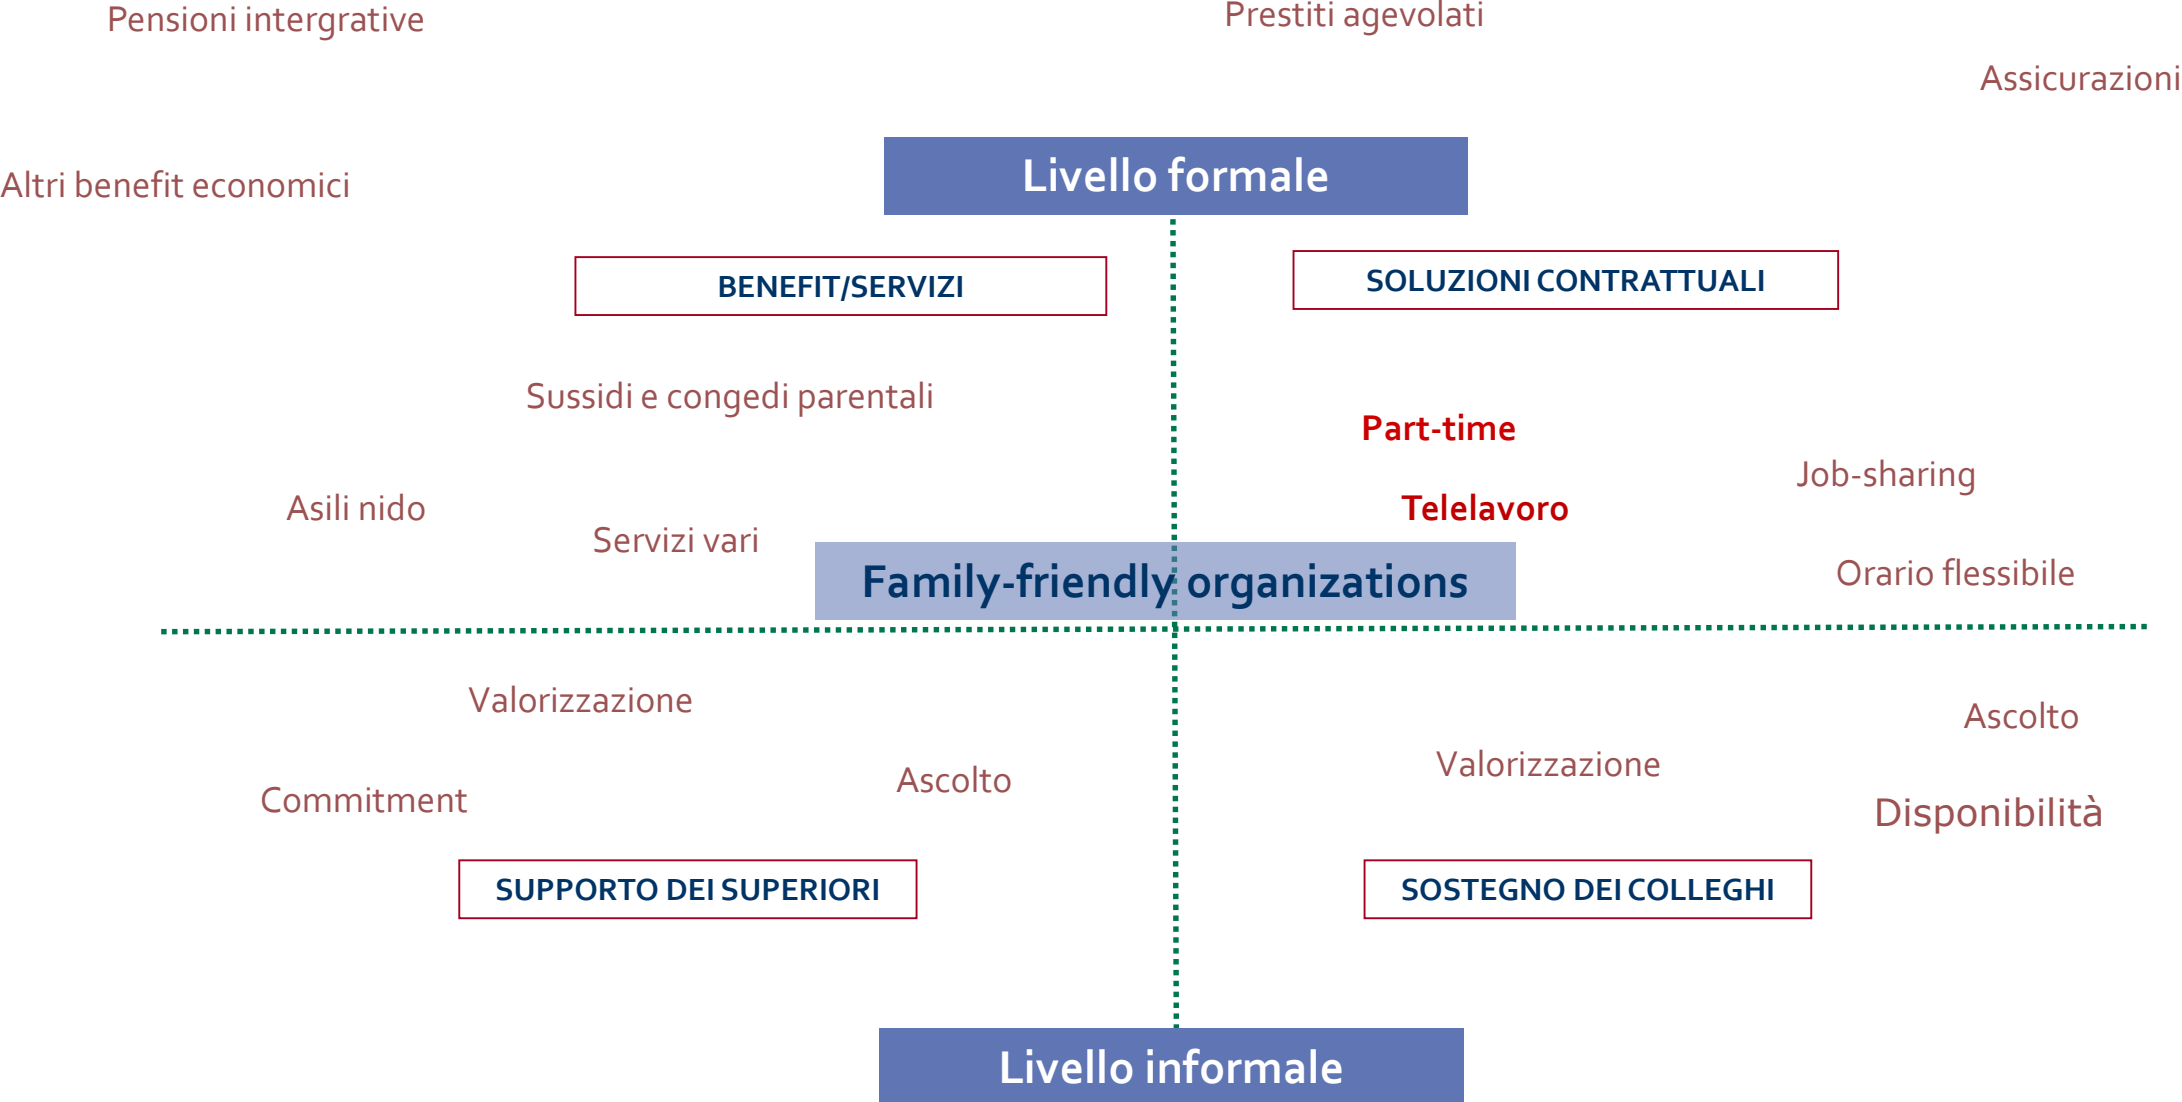 Pensioni intergrative
Prestiti agevolati
Assicurazioni
Livello formale
Altri benefit economici
BENEFIT/SERVIZI
SOLUZIONI CONTRATTUALI
Sussidi e congedi parentali
Part-time
Job-sharing
Asili nido
Telelavoro
Servizi vari
Family-friendly organizations
Orario flessibile
Valorizzazione
Ascolto
Valorizzazione
Ascolto
Commitment
Disponibilità
SUPPORTO DEI SUPERIORI
SOSTEGNO DEI COLLEGHI
Livello informale